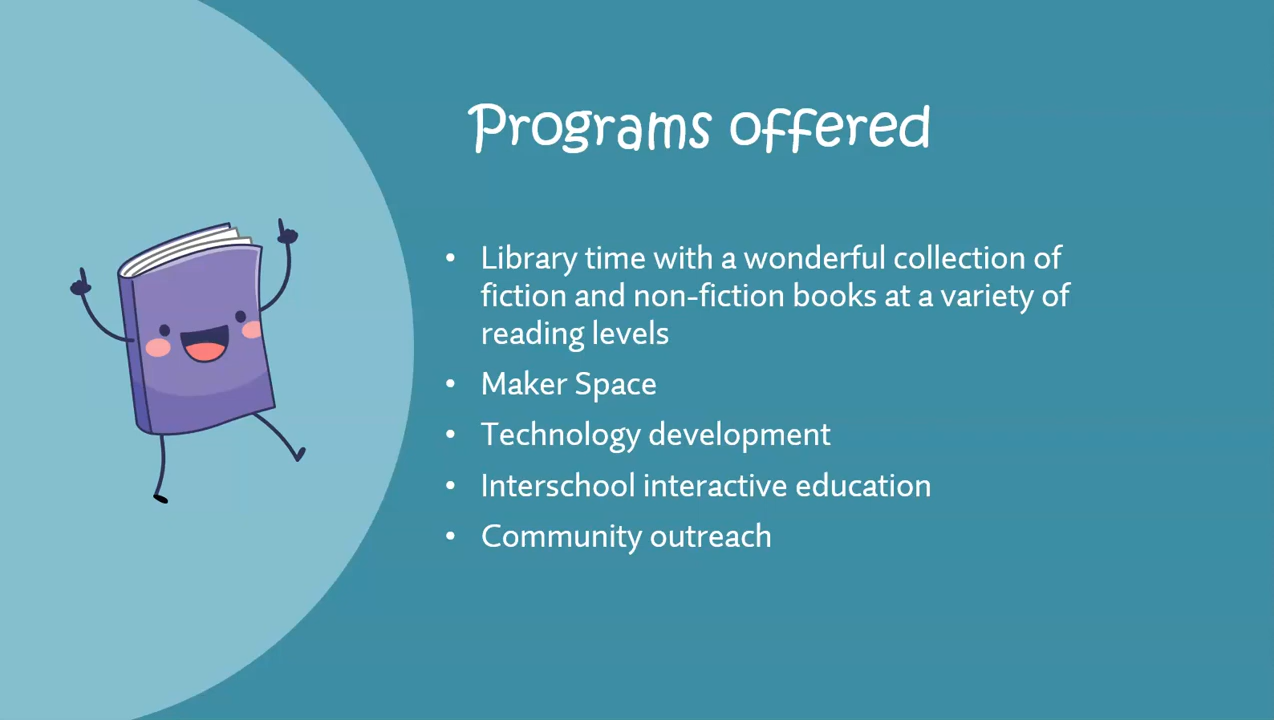 Programs offered
• Library time with a wonderful collection of
fiction and non-fiction books at a variety of
reading levels
• Maker Space
• Technology development
• Interschool interactive education
• Community outreach